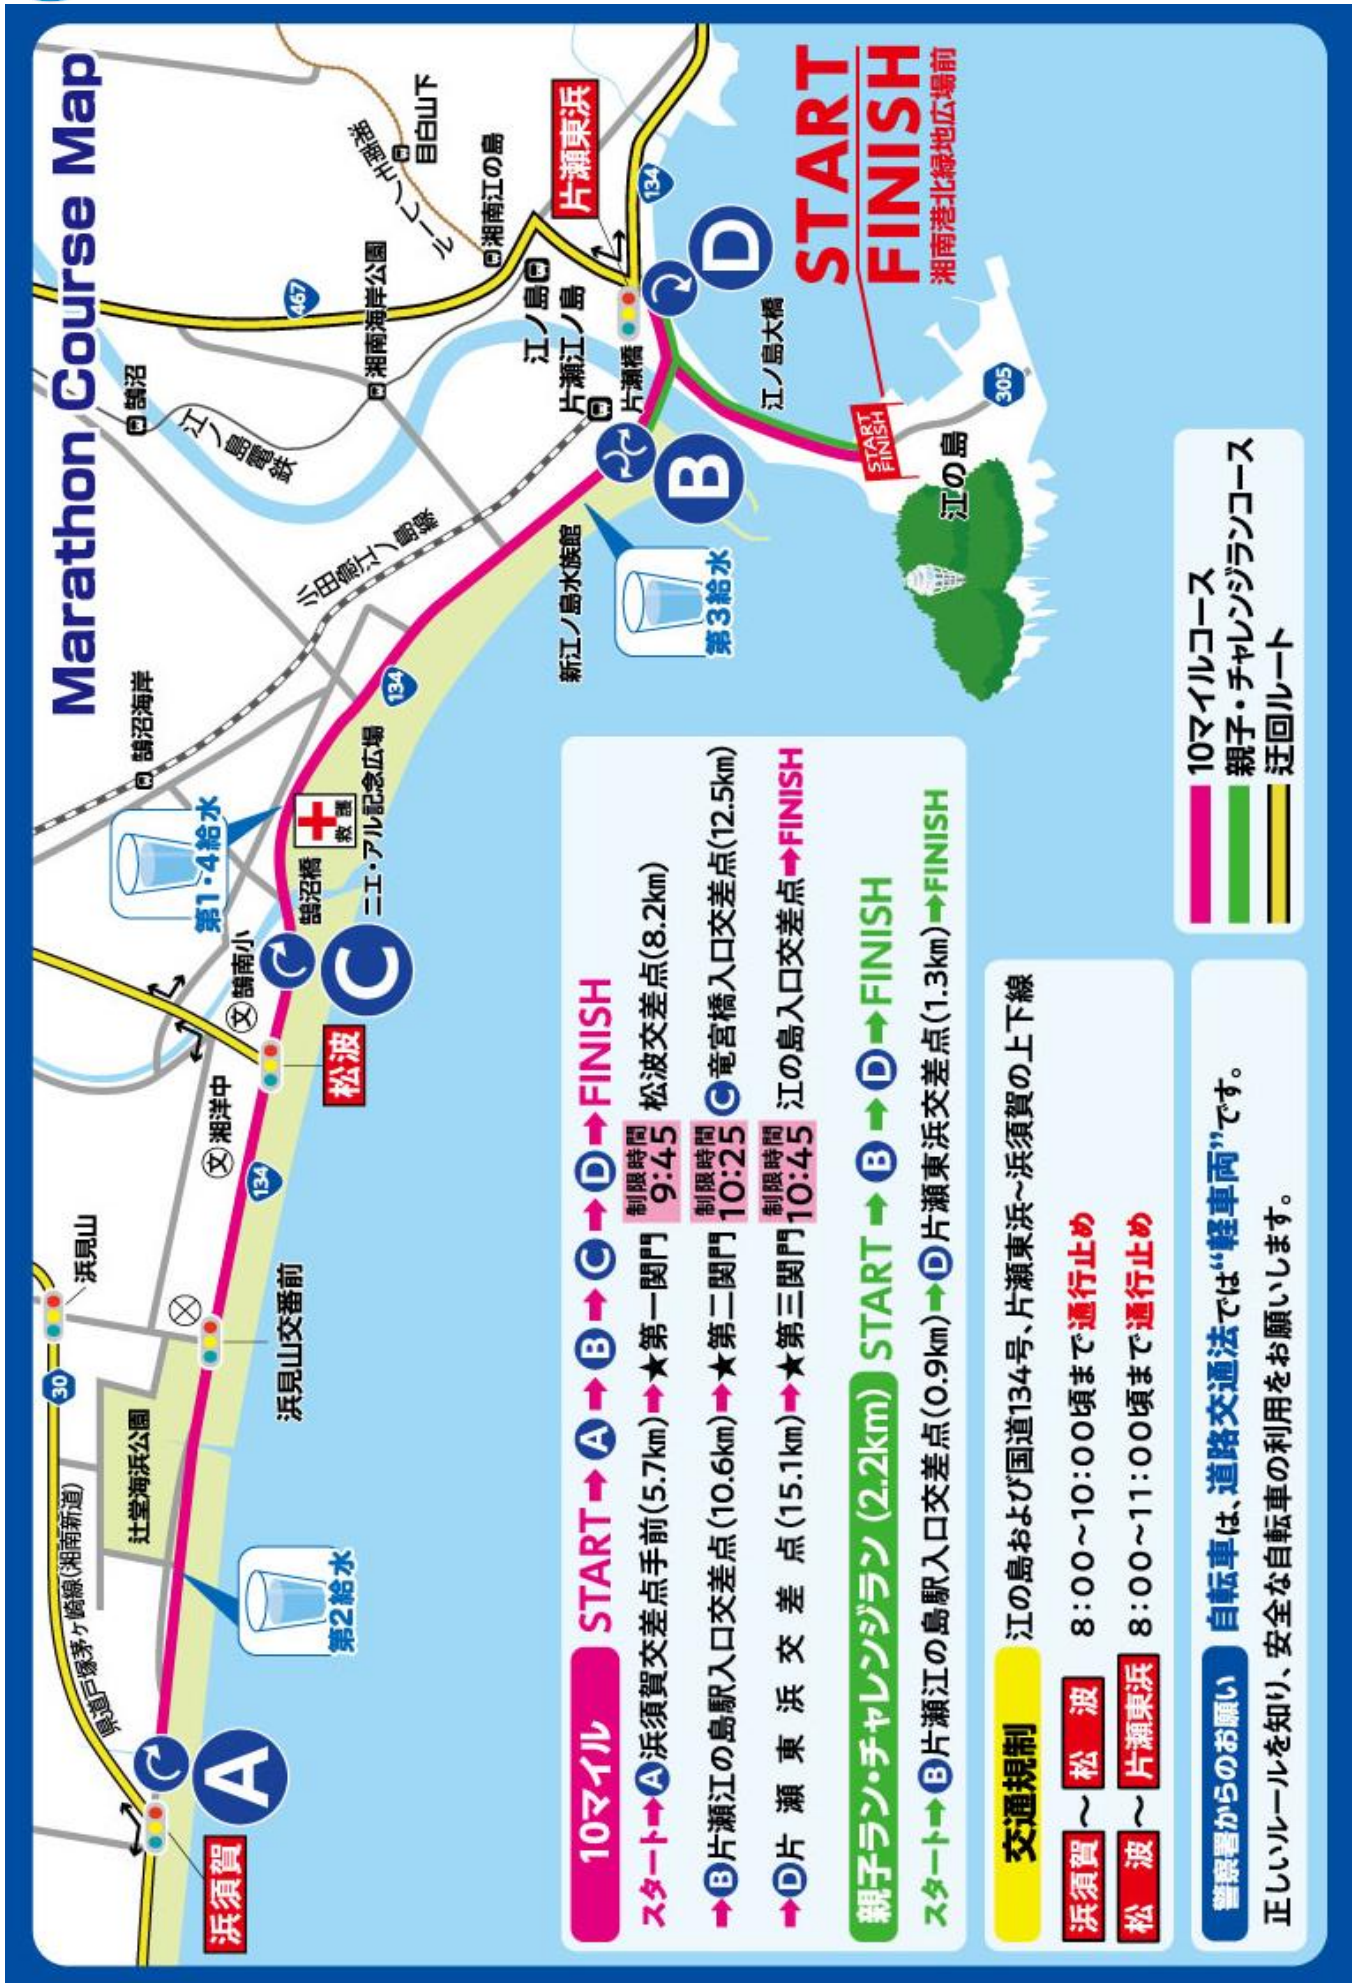 Marathon Course Map
鵠沼
467
湘南海岸公園
湘南モノレール
目白山下
湘南江の島
江ノ島電鉄
小田急江ノ島線
江ノ島
片瀬江ノ島
片瀬橋
片瀬東浜
134
D
B
START
FINISH
湘南港北緑地広場前
江ノ島大橋
START
FINISH
305
江の島
新江ノ島水族館
第3給水
134
鵠沼海岸
第1・4給水
救護
鵠沼橋
ニエ・アル記念広場
C
文 鵠南小
松波
文 湘洋中
134
浜見山
浜見山交番前
30
辻堂海浜公園
県道戸塚茅ヶ崎線(湘南新道)
第2給水
A
浜須賀
10マイル START➡A➡B➡C➡D➡FINISH
スタート➡A浜須賀交差点手前(5.7km)➡★第一関門 制限時間 9:45 松波交差点(8.2km)
➡B片瀬江の島駅入口交差点(10.6km)➡★第二関門 制限時間 10:25 C竜宮橋入口交差点(12.5km)
➡D片瀬東浜交差点(15.1km)➡★第三関門 制限時間 10:45 江の島入口交差点➡FINISH
親子ラン・チャレンジラン (2.2km) START➡B➡D➡FINISH
スタート➡B片瀬江の島駅入口交差点(0.9km)➡D片瀬東浜交差点(1.3km)➡FINISH
交通規制 江の島および国道134号、片瀬東浜〜浜須賀の上下線
浜須賀〜松波 8:00〜10:00頃まで通行止め
松波〜片瀬東浜 8:00〜11:00頃まで通行止め
警察署からのお願い 自転車は、道路交通法では“軽車両”です。
正しいルールを知り、安全な自転車の利用をお願いします。
10マイルコース
親子・チャレンジランコース
迂回ルート